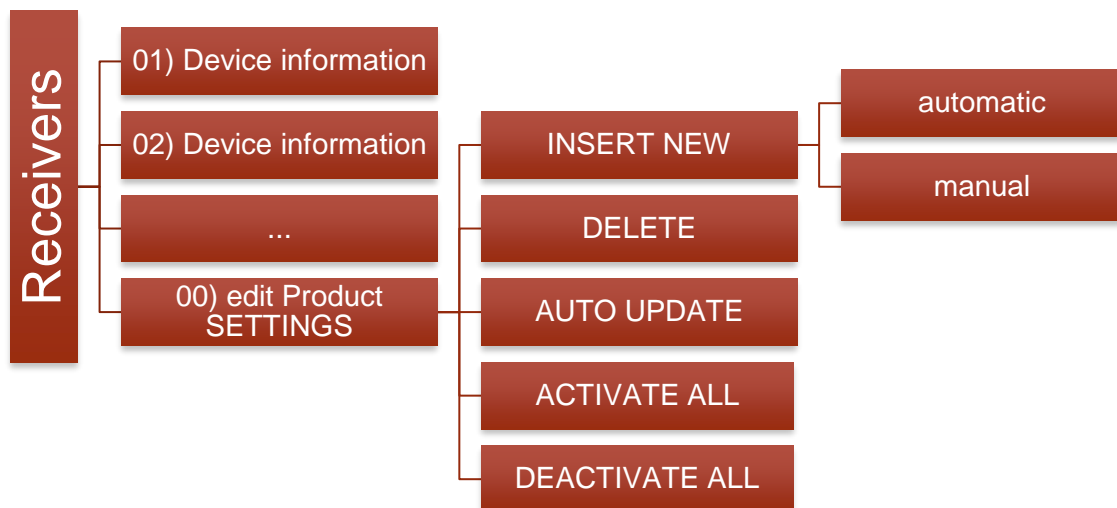 Receivers
01) Device information
02) Device information
...
00) edit Product
SETTINGS
INSERT NEW
DELETE
AUTO UPDATE
ACTIVATE ALL
DEACTIVATE ALL
automatic
manual